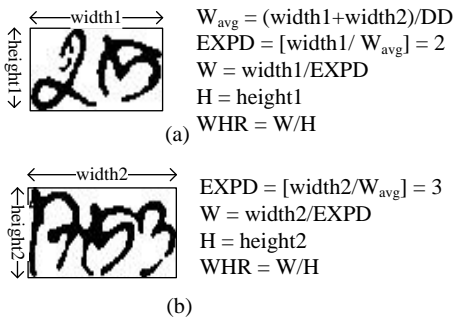 width1
height1
W_avg = (width1+width2)/DD
EXPD = [width1/ W_avg] = 2
W = width1/EXPD
H = height1
WHR = W/H
(a)
width2
height2
EXPD = [width2/W_avg] = 3
W = width2/EXPD
H = height2
WHR = W/H
(b)